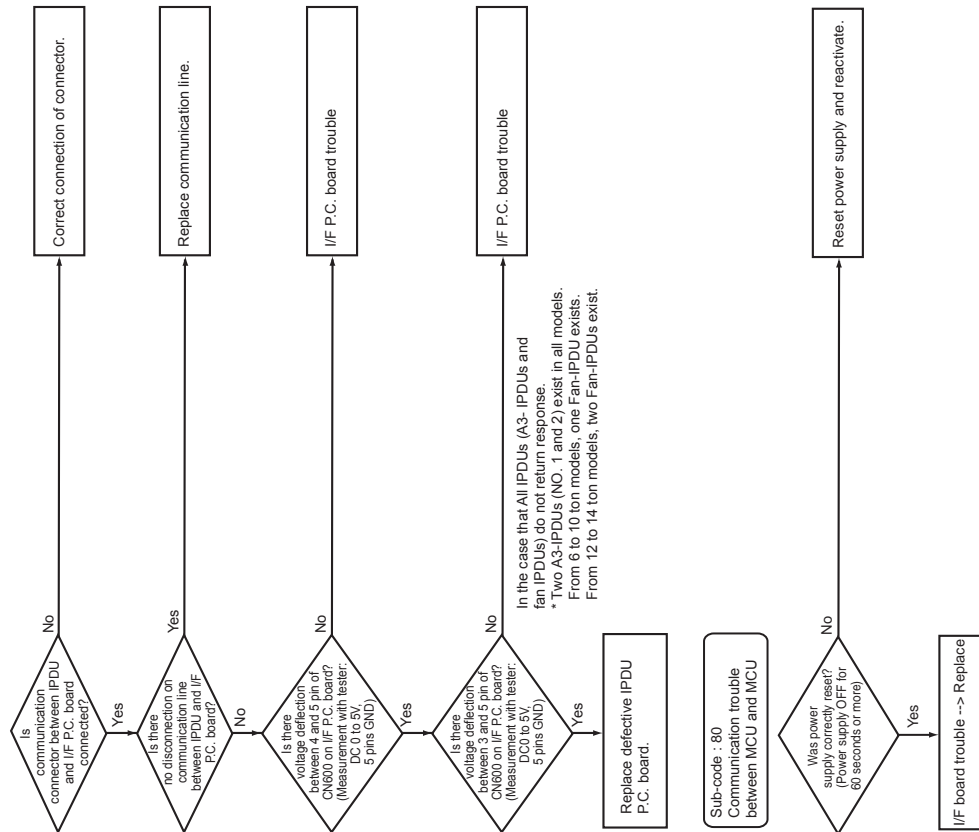 Is
communication
connector between IPDU
and I/F P.C. board
connected?
No
Correct connection of connector.
Yes
Is there
no disconnection on
communication line
between IPDU and I/F
P.C. board?
Yes
Replace communication line.
No
Is there
voltage deflection
between 4 and 5 pin of
CN600 on I/F P.C. board?
(Measurement with tester:
DC0 to 5V,
5 pins GND)
No
I/F P.C. board trouble
Yes
Is there
voltage deflection
between 3 and 5 pin of
CN600 on I/F P.C. board?
(Measurement with tester:
DC0 to 5V,
5 pins GND)
No
I/F P.C. board trouble
In the case that All IPDUs (A3- IPDUs and
fan IPDUs) do not return response.
* Two A3-IPDUs (NO. 1 and 2) exist in all models.
From 6 to 10 ton models, one Fan-IPDU exists.
From 12 to 14 ton models, two Fan-IPDUs exist.
Yes
Replace defective IPDU
P.C. board.
Sub-code : 80
Communication trouble
between MCU and MCU
Was power
supply correctly reset?
(Power supply OFF for
60 seconds or more)
No
Reset power supply and reactivate.
Yes
I/F board trouble --> Replace